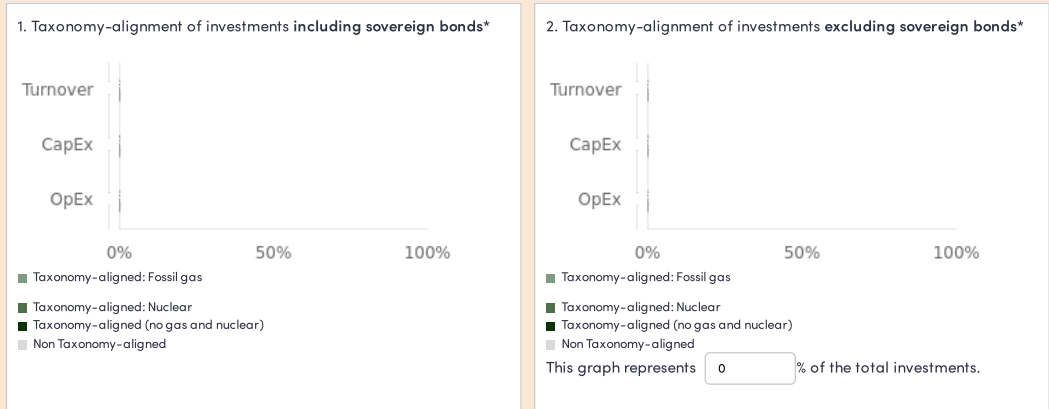 1. Taxonomy-alignment of investments including sovereign bonds*
Turnover
CapEx
OpEx
0% 50% 100%
Taxonomy-aligned: Fossil gas
Taxonomy-aligned: Nuclear
Taxonomy-aligned (no gas and nuclear)
Non Taxonomy-aligned
2. Taxonomy-alignment of investments excluding sovereign bonds*
Turnover
CapEx
OpEx
0% 50% 100%
Taxonomy-aligned: Fossil gas
Taxonomy-aligned: Nuclear
Taxonomy-aligned (no gas and nuclear)
Non Taxonomy-aligned
This graph represents 0 % of the total investments.